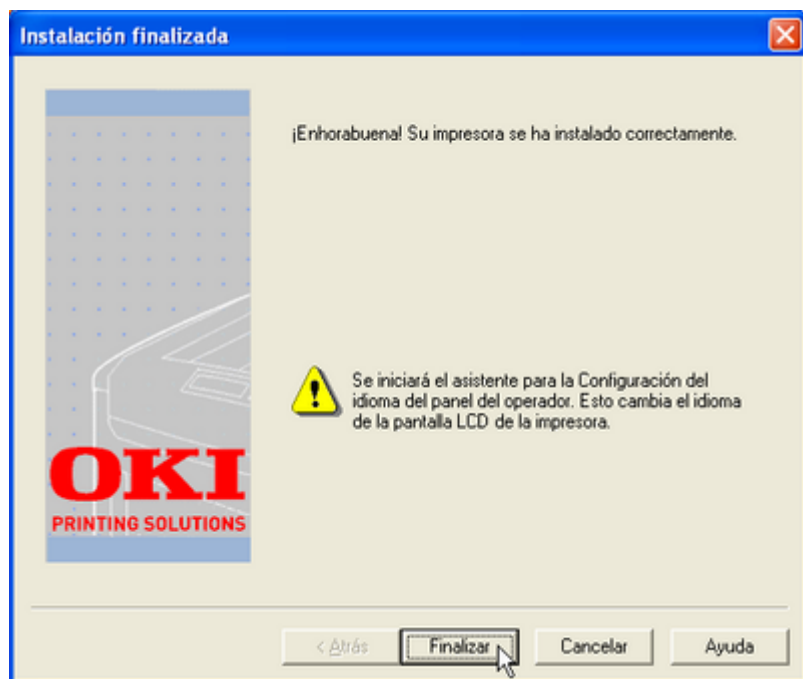 Instalación finalizada
¡Enhorabuena! Su impresora se ha instalado correctamente.
Se iniciará el asistente para la Configuración del
idioma del panel del operador. Esto cambia el idioma
de la pantalla LCD de la impresora.
OKI
PRINTING SOLUTIONS
< Atrás
Finalizar
Cancelar
Ayuda